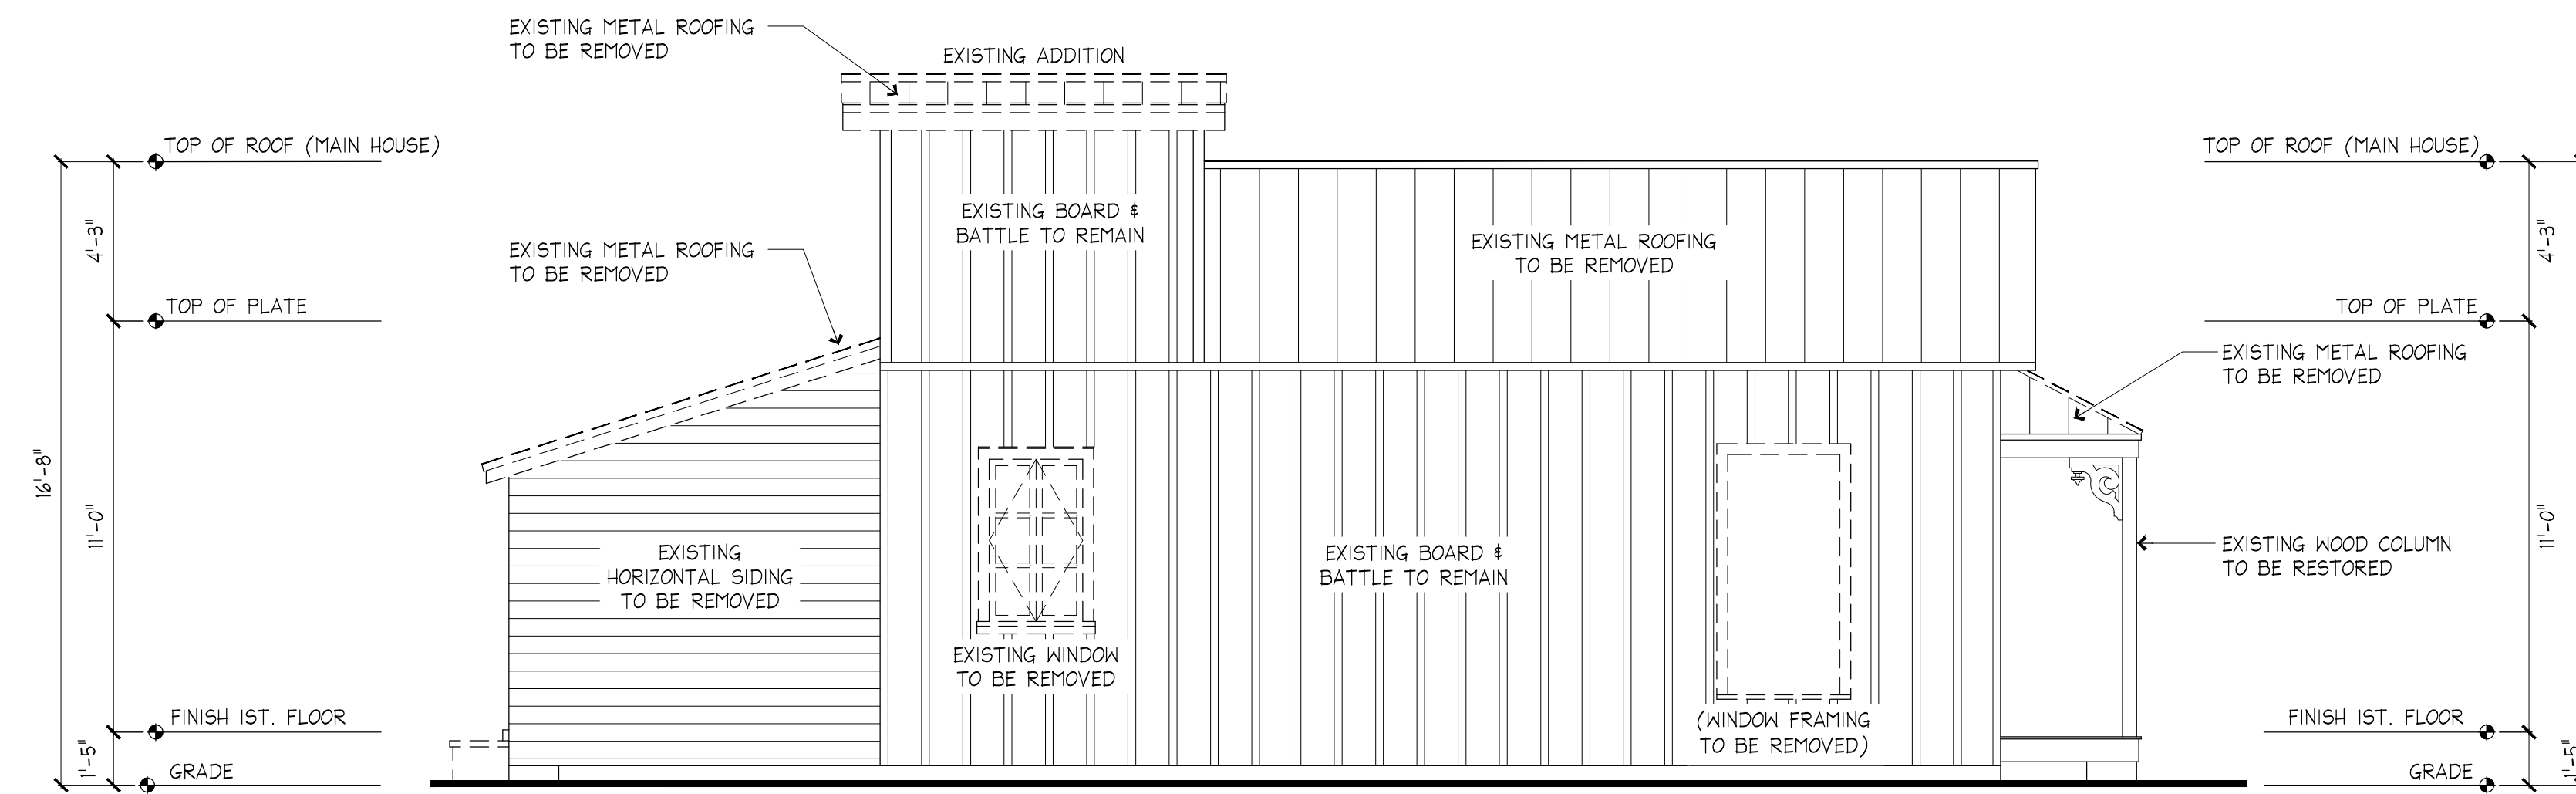 EXISTING METAL ROOFING
TO BE REMOVED
EXISTING ADDITION
TOP OF ROOF (MAIN HOUSE)
TOP OF ROOF (MAIN HOUSE)
EXISTING BOARD &
BATTLE TO REMAIN
4'-3"
EXISTING METAL ROOFING
TO BE REMOVED
EXISTING METAL ROOFING
TO BE REMOVED
4'-3"
TOP OF PLATE
TOP OF PLATE
EXISTING METAL ROOFING
TO BE REMOVED
16'-8"
11'-0"
EXISTING
HORIZONTAL SIDING
TO BE REMOVED
EXISTING BOARD &
BATTLE TO REMAIN
EXISTING WOOD COLUMN
TO BE RESTORED
11'-0"
EXISTING WINDOW
TO BE REMOVED
(WINDOW FRAMING
TO BE REMOVED)
FINISH 1ST. FLOOR
FINISH 1ST. FLOOR
1'-5"
GRADE
GRADE
1'-5"